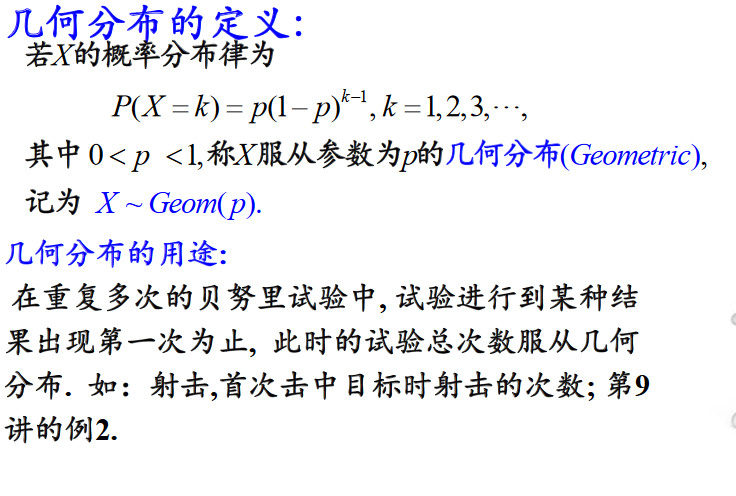 几何分布的定义:
若X的概率分布律为
P(X = k) = p(1 − p)^{k−1}, k = 1, 2, 3, ⋯,
其中 0 < p < 1, 称X服从参数为p的几何分布(Geometric),
记为 X ~ Geom(p).
几何分布的用途:
在重复多次的贝努里试验中, 试验进行到某种结
果出现第一次为止, 此时的试验总次数服从几何
分布. 如: 射击,首次击中目标时射击的次数; 第9
讲的例2.